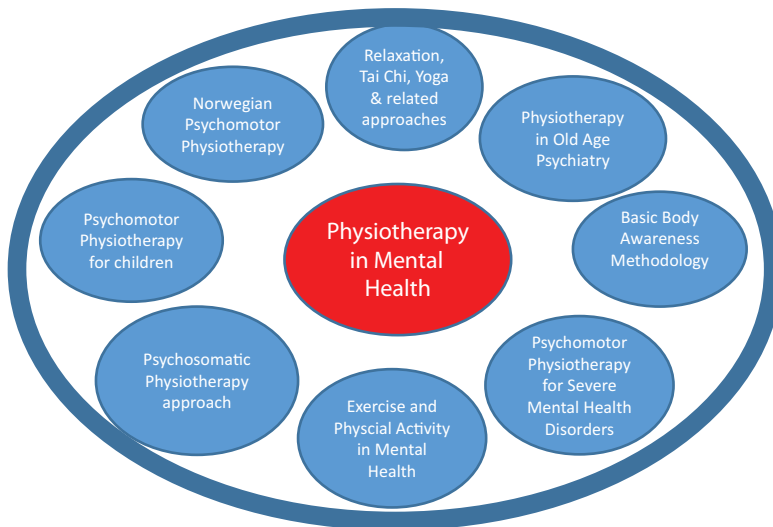 Relaxation,
Tai Chi, Yoga
& related
approaches
Norwegian
Psychomotor
Physiotherapy
Physiotherapy
in Old Age
Psychiatry
Psychomotor
Physiotherapy
for children
Physiotherapy
in Mental
Health
Basic Body
Awareness
Methodology
Psychosomatic
Physiotherapy
approach
Exercise and
Physcial Activity
in Mental
Health
Psychomotor
Physiotherapy
for Severe
Mental Health
Disorders